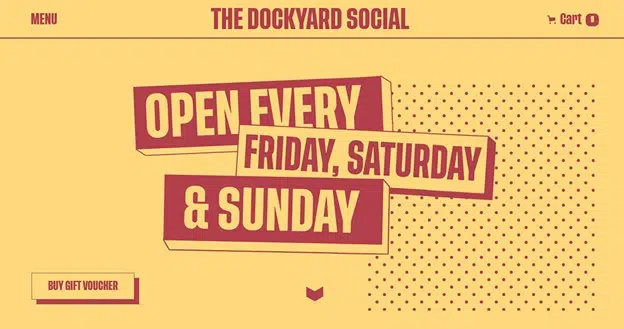 MENU
THE DOCKYARD SOCIAL
Cart 0
OPEN EVERY
FRIDAY, SATURDAY
& SUNDAY
BUY GIFT VOUCHER